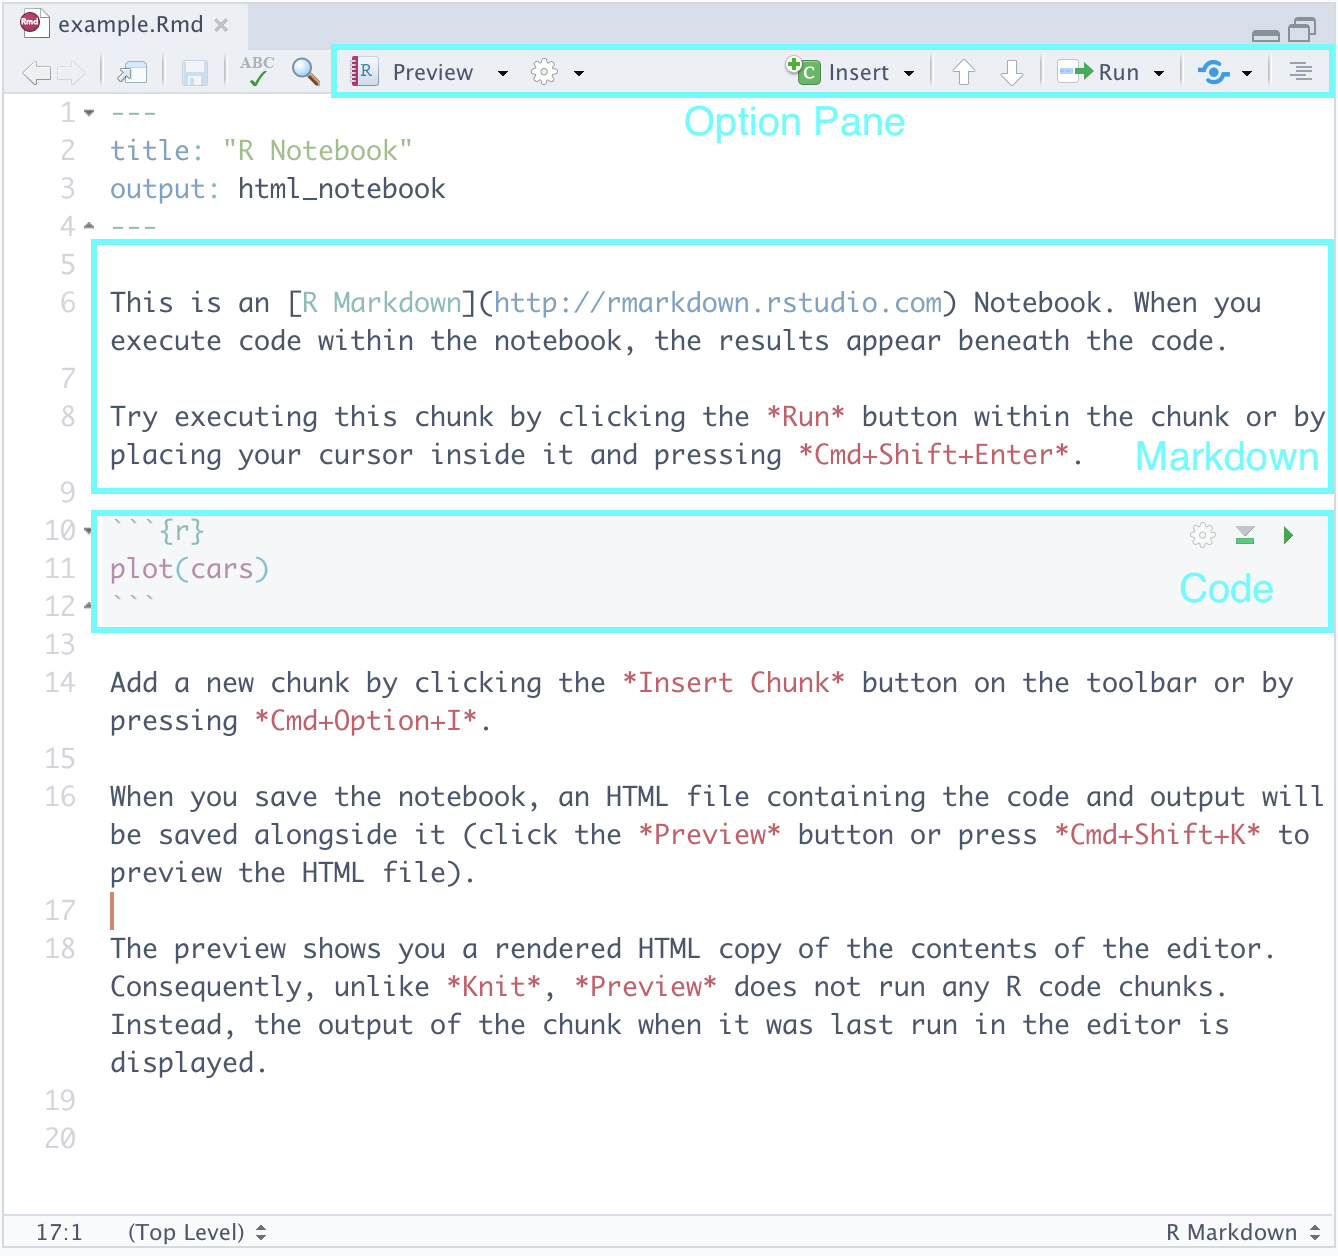 Rmd example.Rmd
ABC R Preview C Insert Run
Option Pane
1 ---
2 title: "R Notebook"
3 output: html_notebook
4 ---
5
6 This is an [R Markdown](http://rmarkdown.rstudio.com) Notebook. When you
execute code within the notebook, the results appear beneath the code.
7
8 Try executing this chunk by clicking the *Run* button within the chunk or by
placing your cursor inside it and pressing *Cmd+Shift+Enter*.
Markdown
9
10 ```{r}
11 plot(cars)
Code
12 ```
13
14 Add a new chunk by clicking the *Insert Chunk* button on the toolbar or by
pressing *Cmd+Option+I*.
15
16 When you save the notebook, an HTML file containing the code and output will
be saved alongside it (click the *Preview* button or press *Cmd+Shift+K* to
preview the HTML file).
17
18 The preview shows you a rendered HTML copy of the contents of the editor.
Consequently, unlike *Knit*, *Preview* does not run any R code chunks.
Instead, the output of the chunk when it was last run in the editor is
displayed.
19
20
17:1 (Top Level) R Markdown